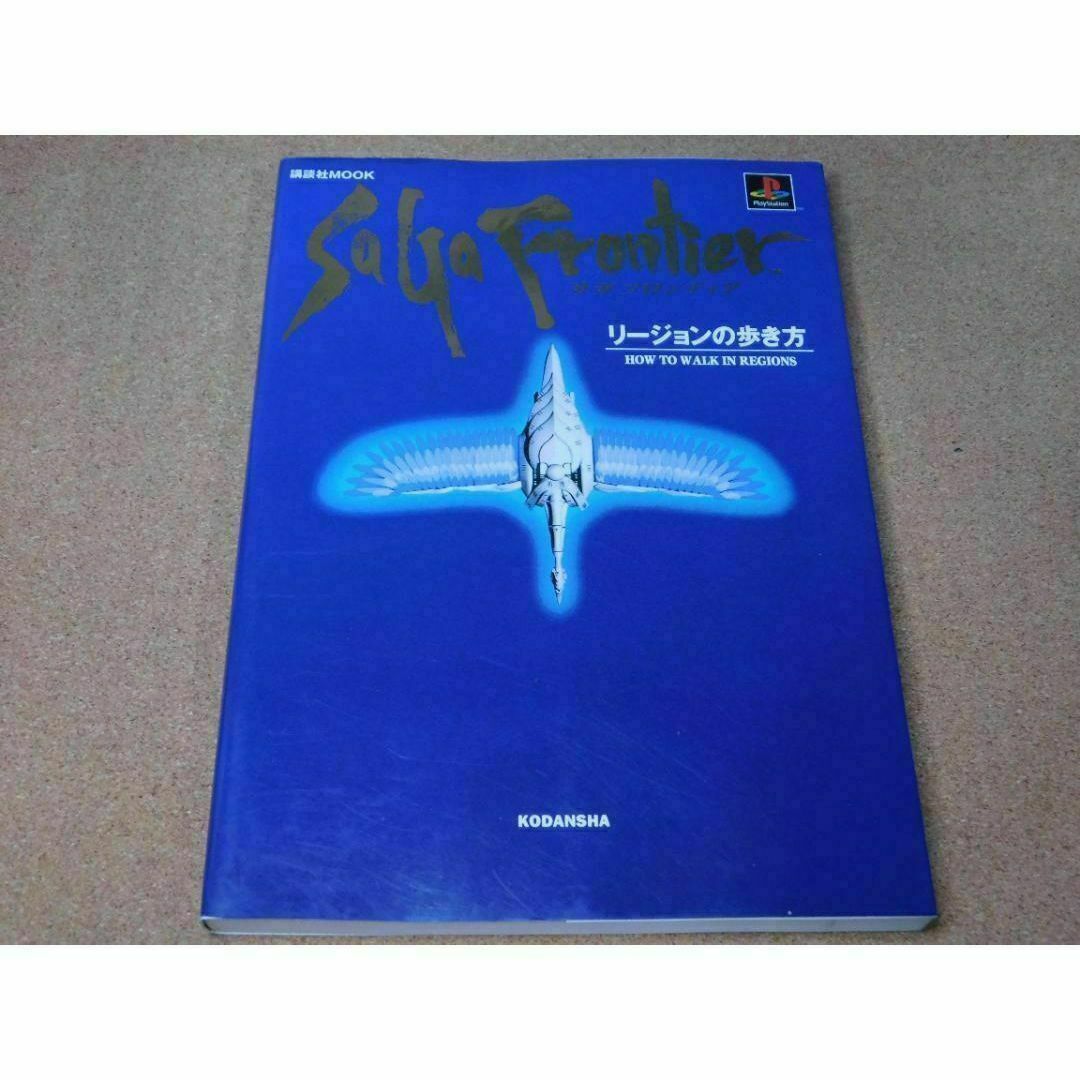 講談社MOOK
PlayStation
SaGa Frontier
サガ フロンティア
リージョンの歩き方
HOW TO WALK IN REGIONS
KODANSHA